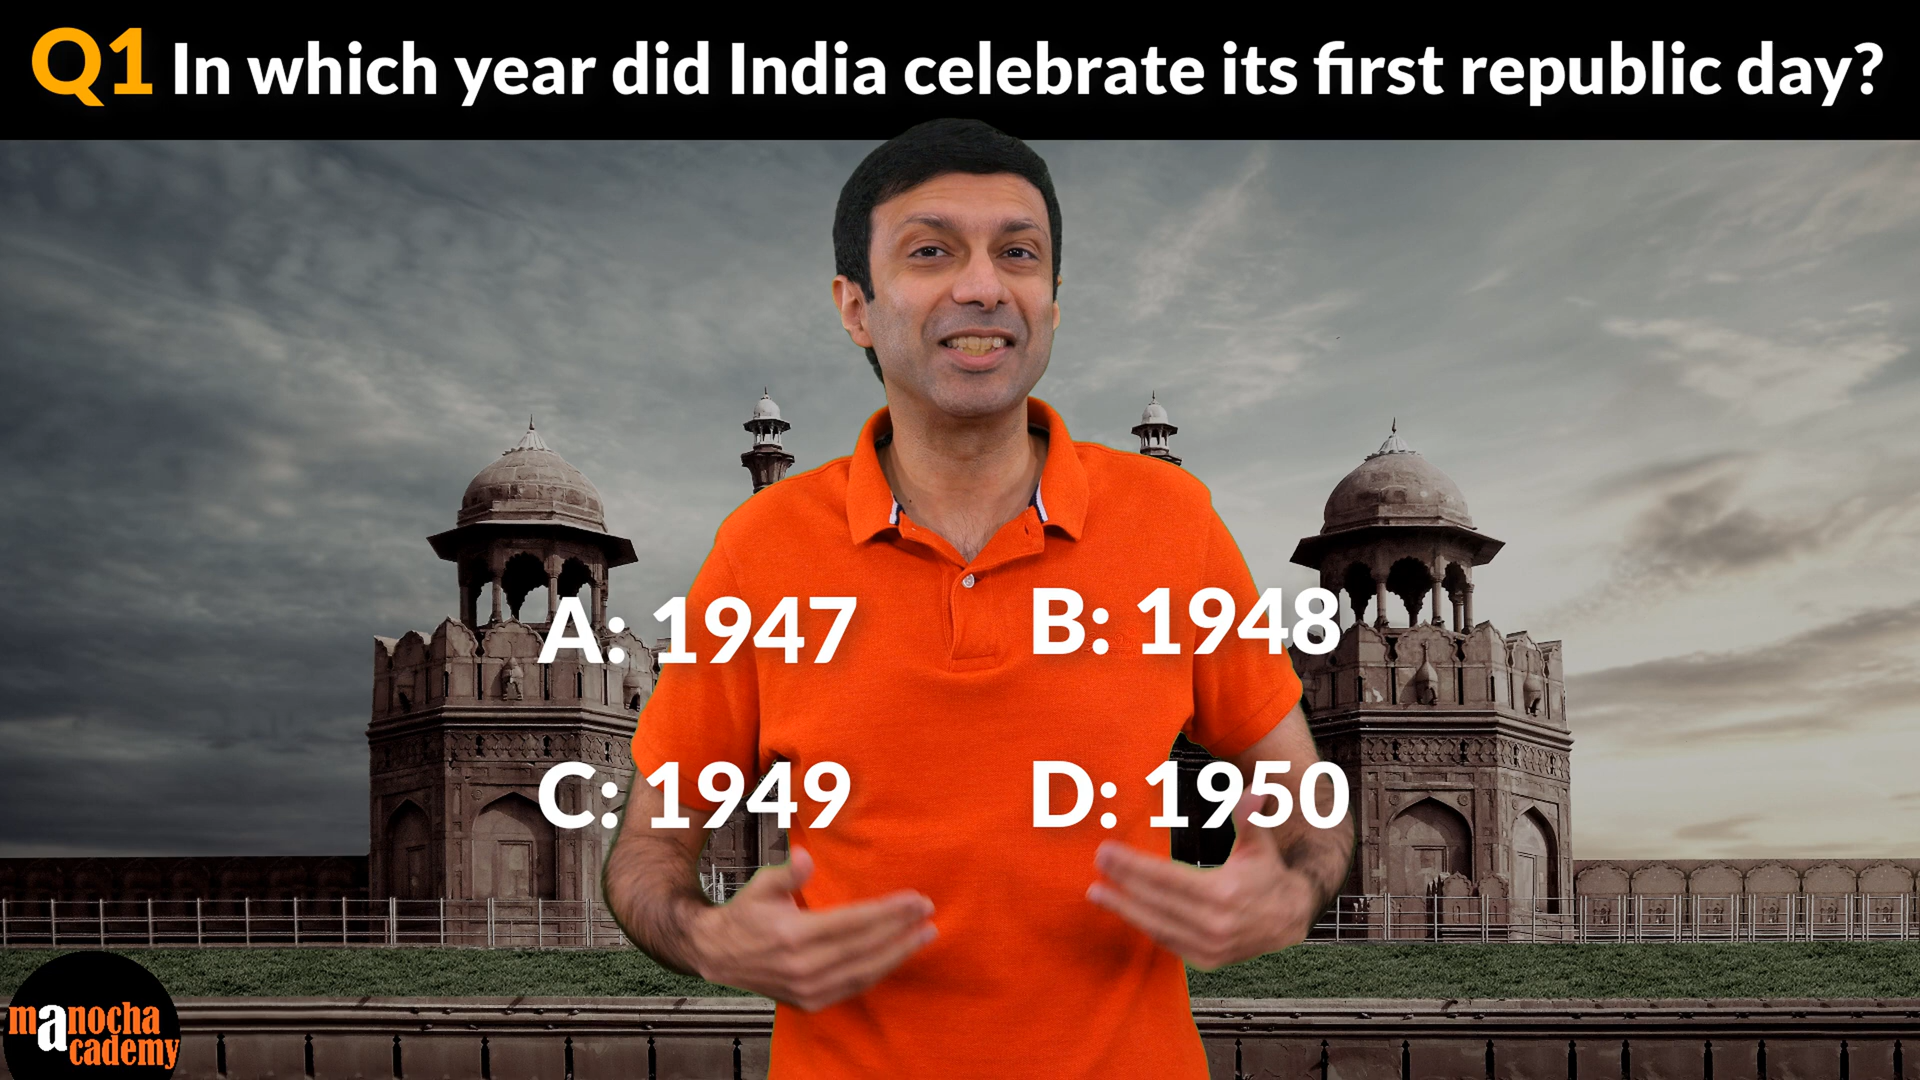 Q1 In which year did India celebrate its first republic day?
A: 1947
B: 1948
C: 1949
D: 1950
manocha
academy